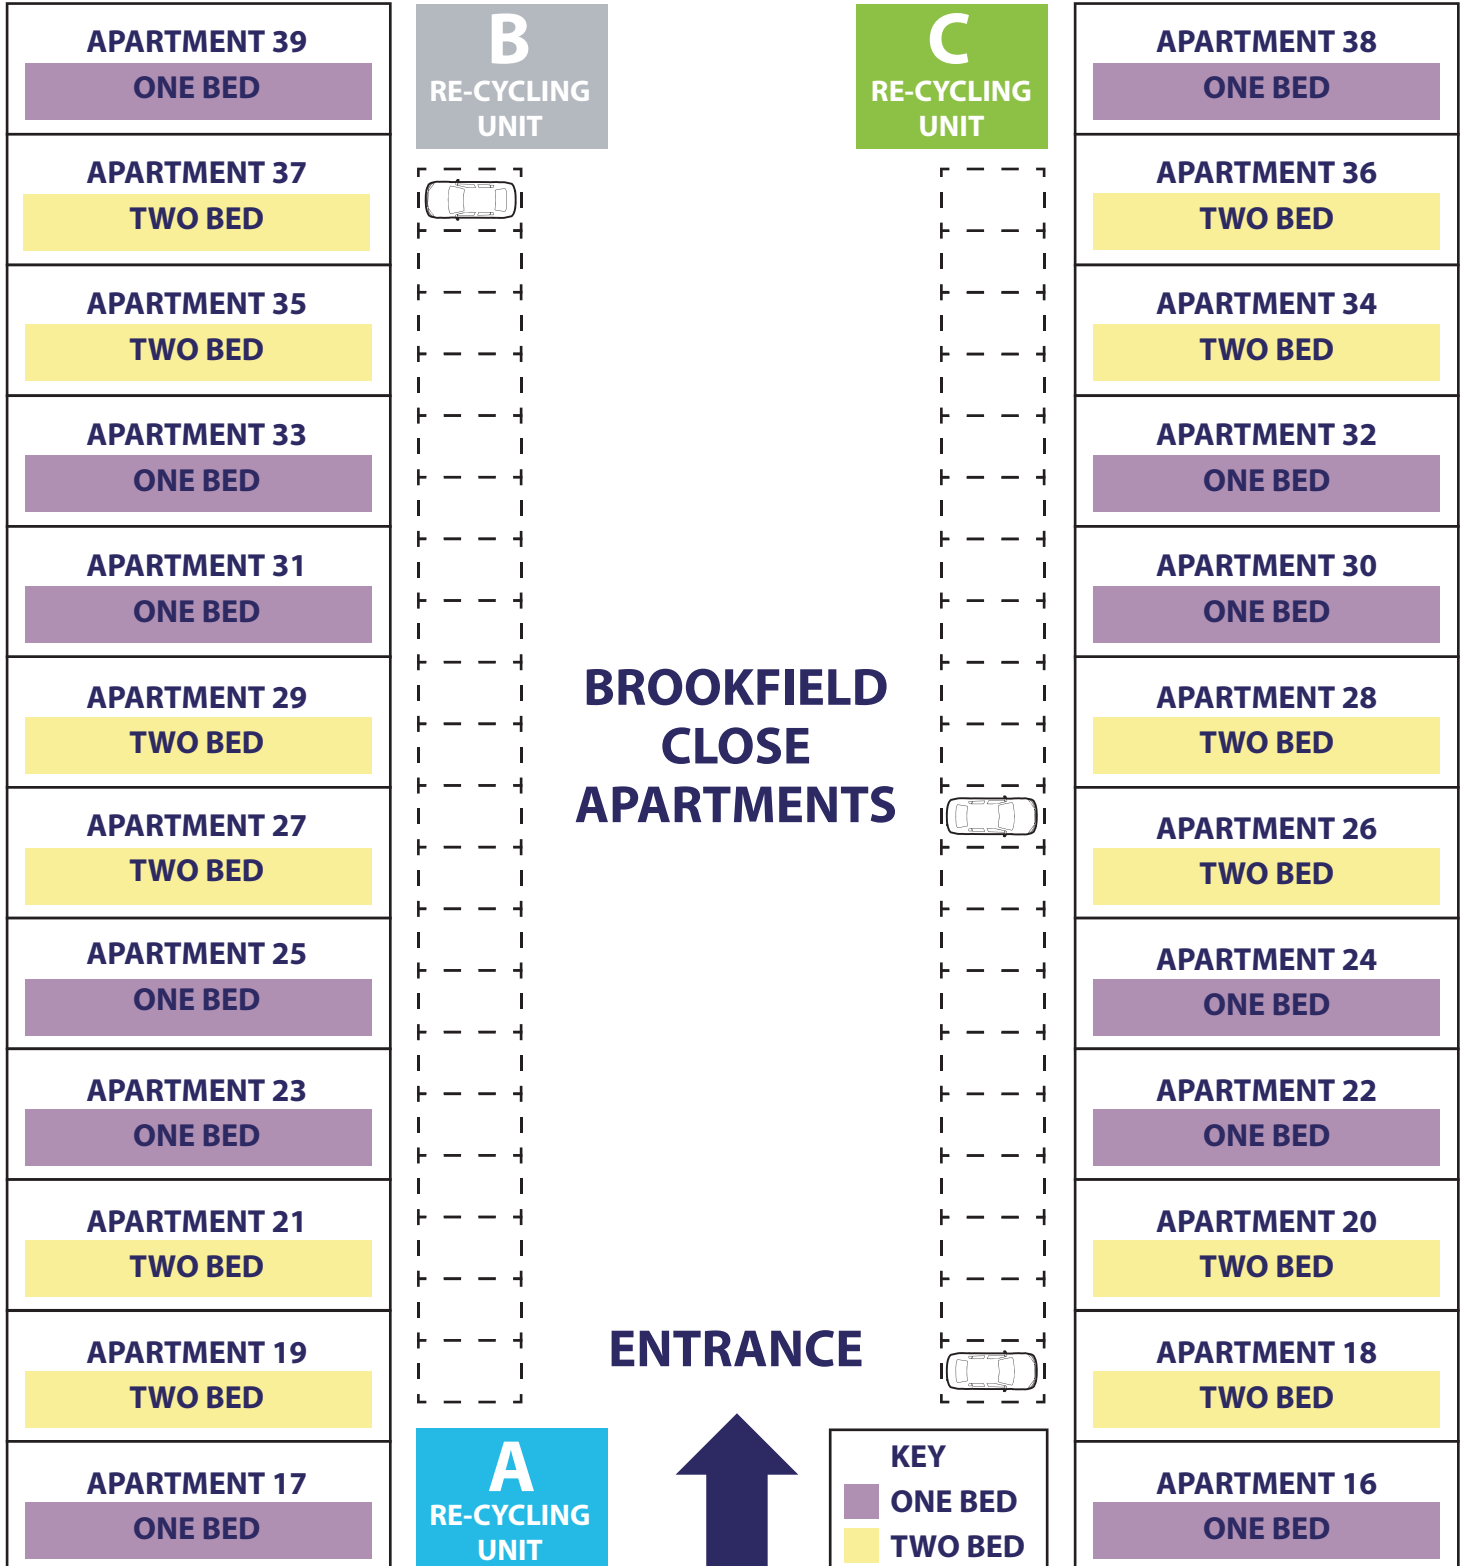 APARTMENT 39
ONE BED
APARTMENT 37
TWO BED
APARTMENT 35
TWO BED
APARTMENT 33
ONE BED
APARTMENT 31
ONE BED
APARTMENT 29
TWO BED
APARTMENT 27
TWO BED
APARTMENT 25
ONE BED
APARTMENT 23
ONE BED
APARTMENT 21
TWO BED
APARTMENT 19
TWO BED
APARTMENT 17
ONE BED
B
RE-CYCLING
UNIT
A
RE-CYCLING
UNIT
BROOKFIELD
CLOSE
APARTMENTS
ENTRANCE
C
RE-CYCLING
UNIT
KEY
ONE BED
TWO BED
APARTMENT 38
ONE BED
APARTMENT 36
TWO BED
APARTMENT 34
TWO BED
APARTMENT 32
ONE BED
APARTMENT 30
ONE BED
APARTMENT 28
TWO BED
APARTMENT 26
TWO BED
APARTMENT 24
ONE BED
APARTMENT 22
ONE BED
APARTMENT 20
TWO BED
APARTMENT 18
TWO BED
APARTMENT 16
ONE BED